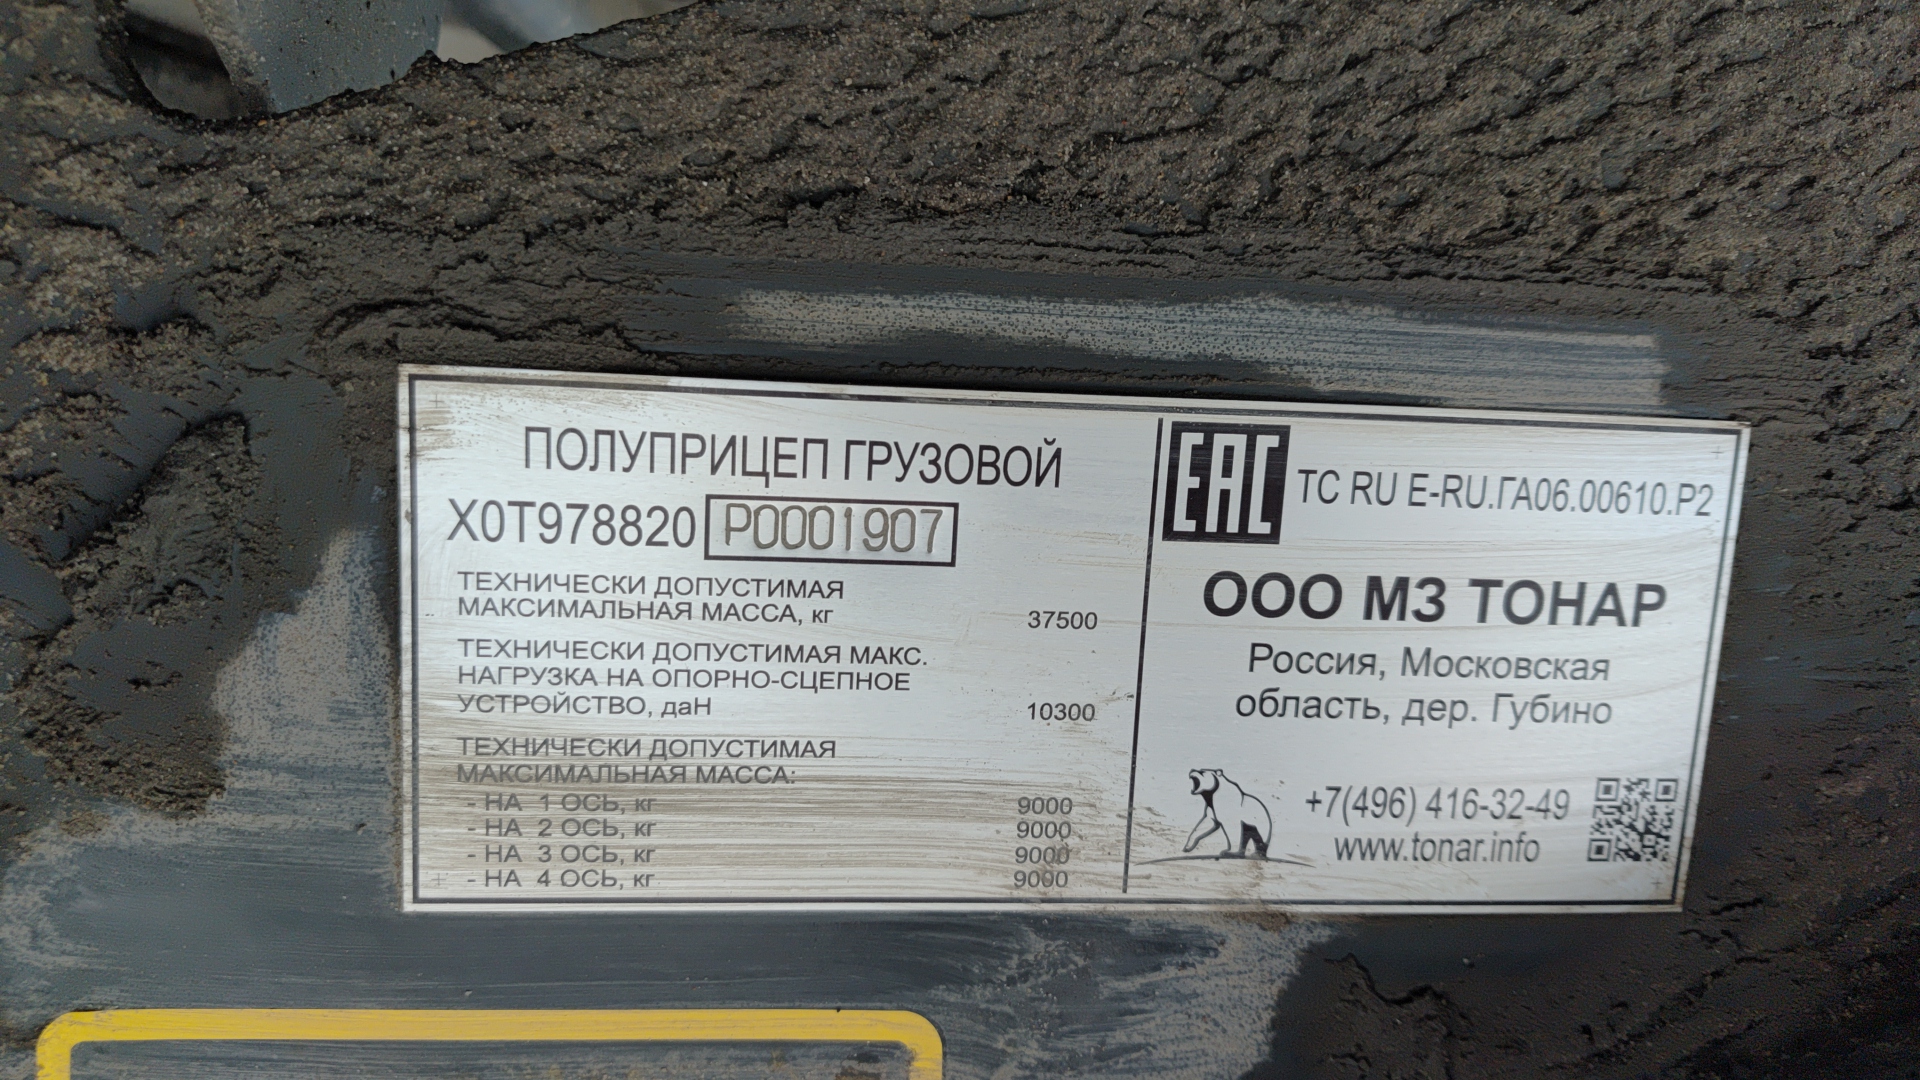 ПОЛУПРИЦЕП ГРУЗОВОЙ
X0T978820 P0001907
ТЕХНИЧЕСКИ ДОПУСТИМАЯ
МАКСИМАЛЬНАЯ МАССА, кг 37500
ТЕХНИЧЕСКИ ДОПУСТИМАЯ МАКС.
НАГРУЗКА НА ОПОРНО-СЦЕПНОЕ
УСТРОЙСТВО, даН 10300
ТЕХНИЧЕСКИ ДОПУСТИМАЯ
МАКСИМАЛЬНАЯ МАССА:
- НА 1 ОСЬ, кг 9000
- НА 2 ОСЬ, кг 9000
- НА 3 ОСЬ, кг 9000
- НА 4 ОСЬ, кг 9000
EAC ТС RU E-RU.ГА06.00610.Р2
ООО МЗ ТОНАР
Россия, Московская
область, дер. Губино
+7(496) 416-32-49
www.tonar.info